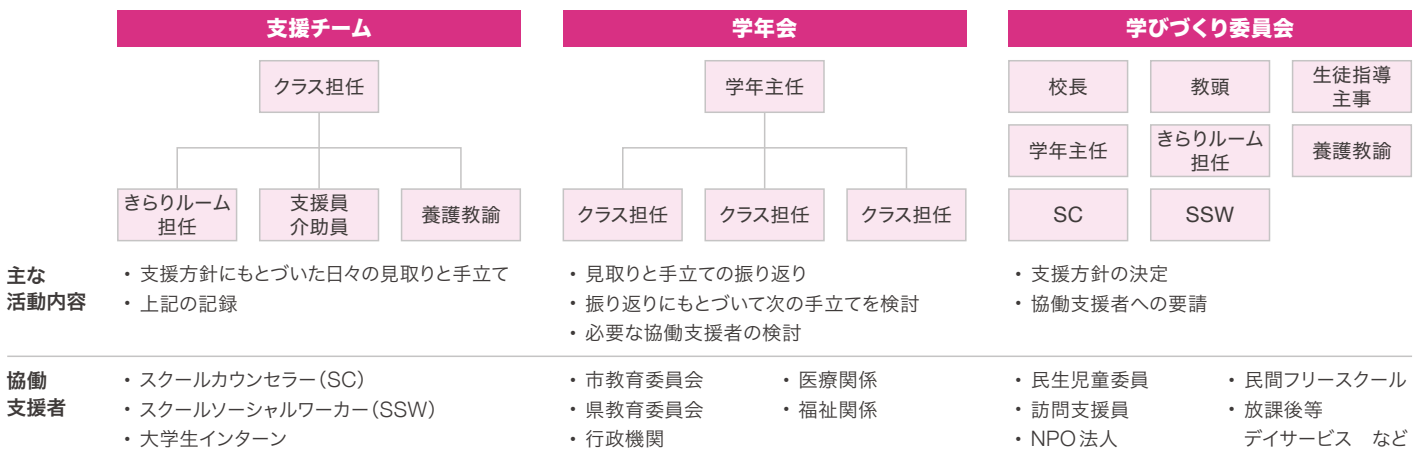 支援チーム
クラス担任
きらりルーム
担任
支援員
介助員
養護教諭
学年会
学年主任
クラス担任
クラス担任
クラス担任
学びづくり委員会
校長
教頭
生徒指導
主事
学年主任
きらりルーム
担任
養護教諭
SC
SSW
主な
活動内容
・支援方針にもとづいた日々の見取りと手立て
・上記の記録
・見取りと手立ての振り返り
・振り返りにもとづいて次の手立てを検討
・必要な協働支援者の検討
・支援方針の決定
・協働支援者への要請
協働
支援者
・スクールカウンセラー（SC）
・スクールソーシャルワーカー（SSW）
・大学生インターン
・市教育委員会
・県教育委員会
・行政機関
・医療関係
・福祉関係
・民生児童委員
・訪問支援員
・NPO法人
・民間フリースクール
・放課後等
デイサービス　など